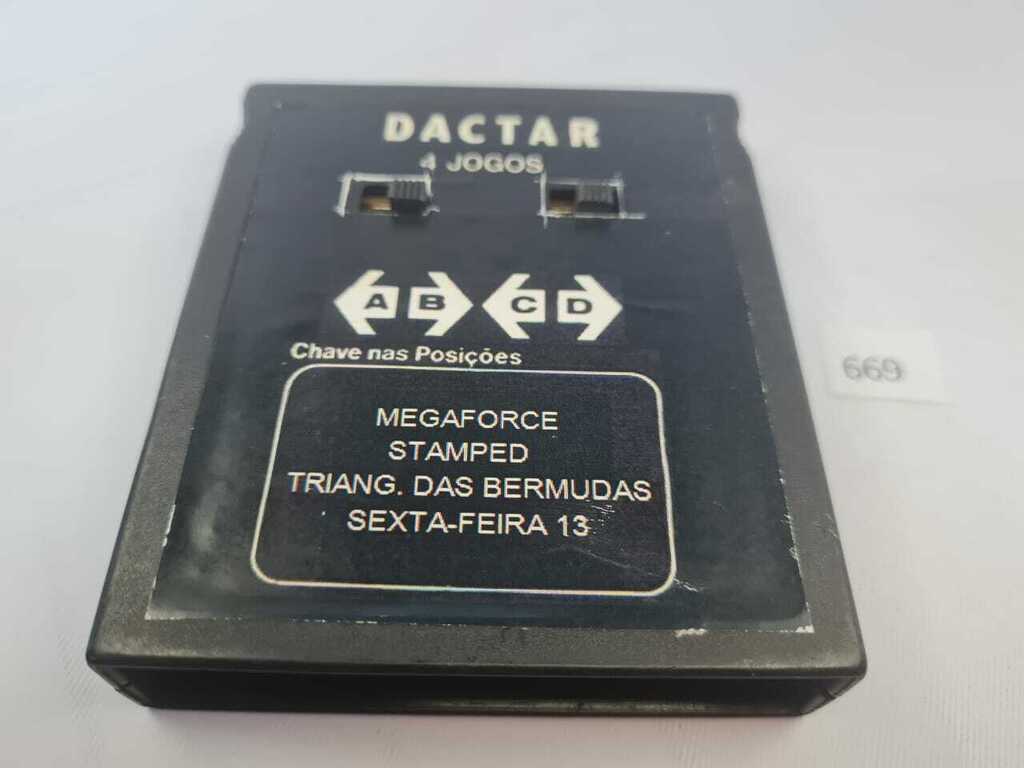 DACTAR
4 JOGOS
A B C D
Chave nas Posições
MEGAFORCE
STAMPED
TRIANG. DAS BERMUDAS
SEXTA-FEIRA 13
669